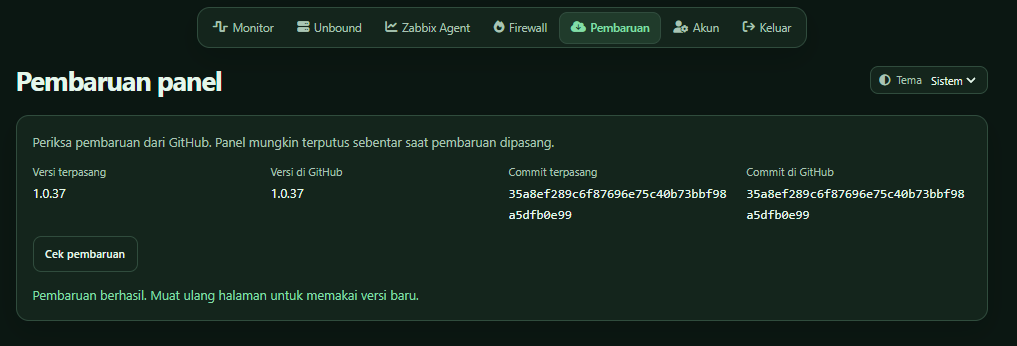 Monitor
Unbound
Zabbix Agent
Firewall
Pembaruan
Akun
Keluar
Pembaruan panel
Tema Sistem
Periksa pembaruan dari GitHub. Panel mungkin terputus sebentar saat pembaruan dipasang.
Versi terpasang
1.0.37
Versi di GitHub
1.0.37
Commit terpasang
35a8ef289c6f87696e75c40b73bbf98
a5dfb0e99
Commit di GitHub
35a8ef289c6f87696e75c40b73bbf98
a5dfb0e99
Cek pembaruan
Pembaruan berhasil. Muat ulang halaman untuk memakai versi baru.